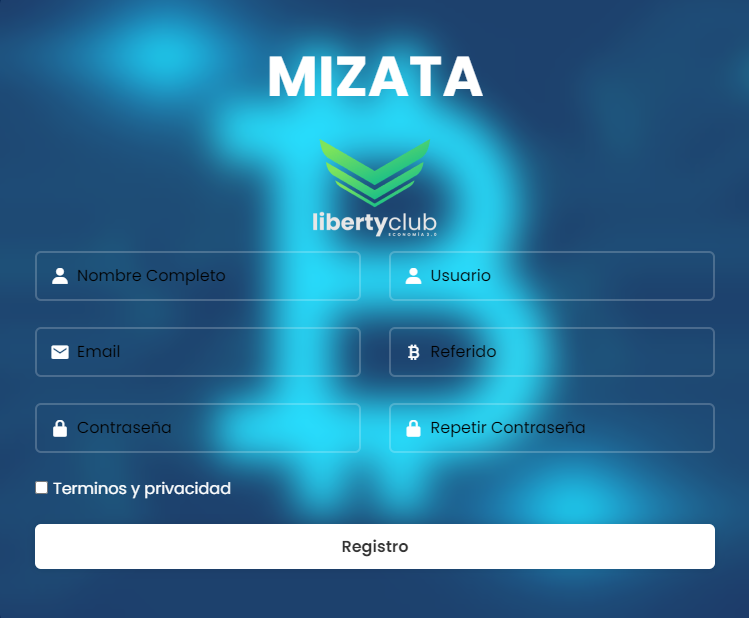 MIZATA
libertyclub
ECONOMÍA 2.0
Nombre Completo
Usuario
Email
Referido
Contraseña
Repetir Contraseña
Terminos y privacidad
Registro